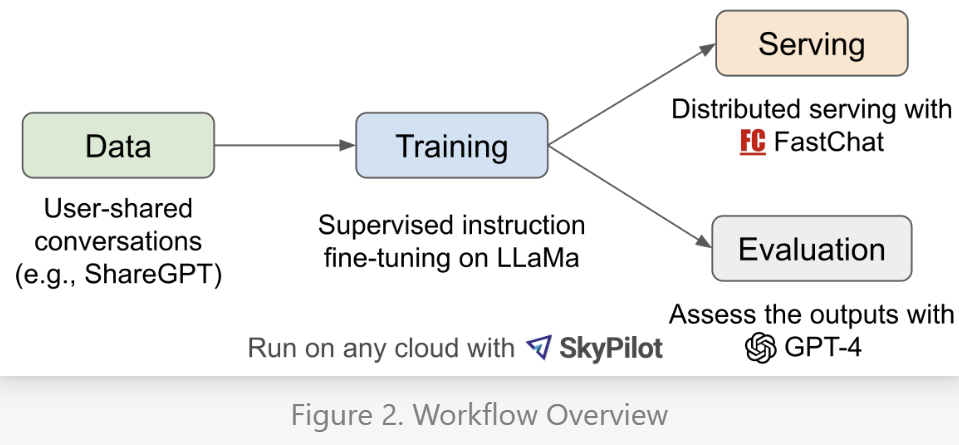 Serving
Distributed serving with
FC FastChat
Data
Training
User-shared
conversations
(e.g., ShareGPT)
Supervised instruction
fine-tuning on LLaMa
Evaluation
Assess the outputs with
GPT-4
Run on any cloud with SkyPilot
Figure 2. Workflow Overview